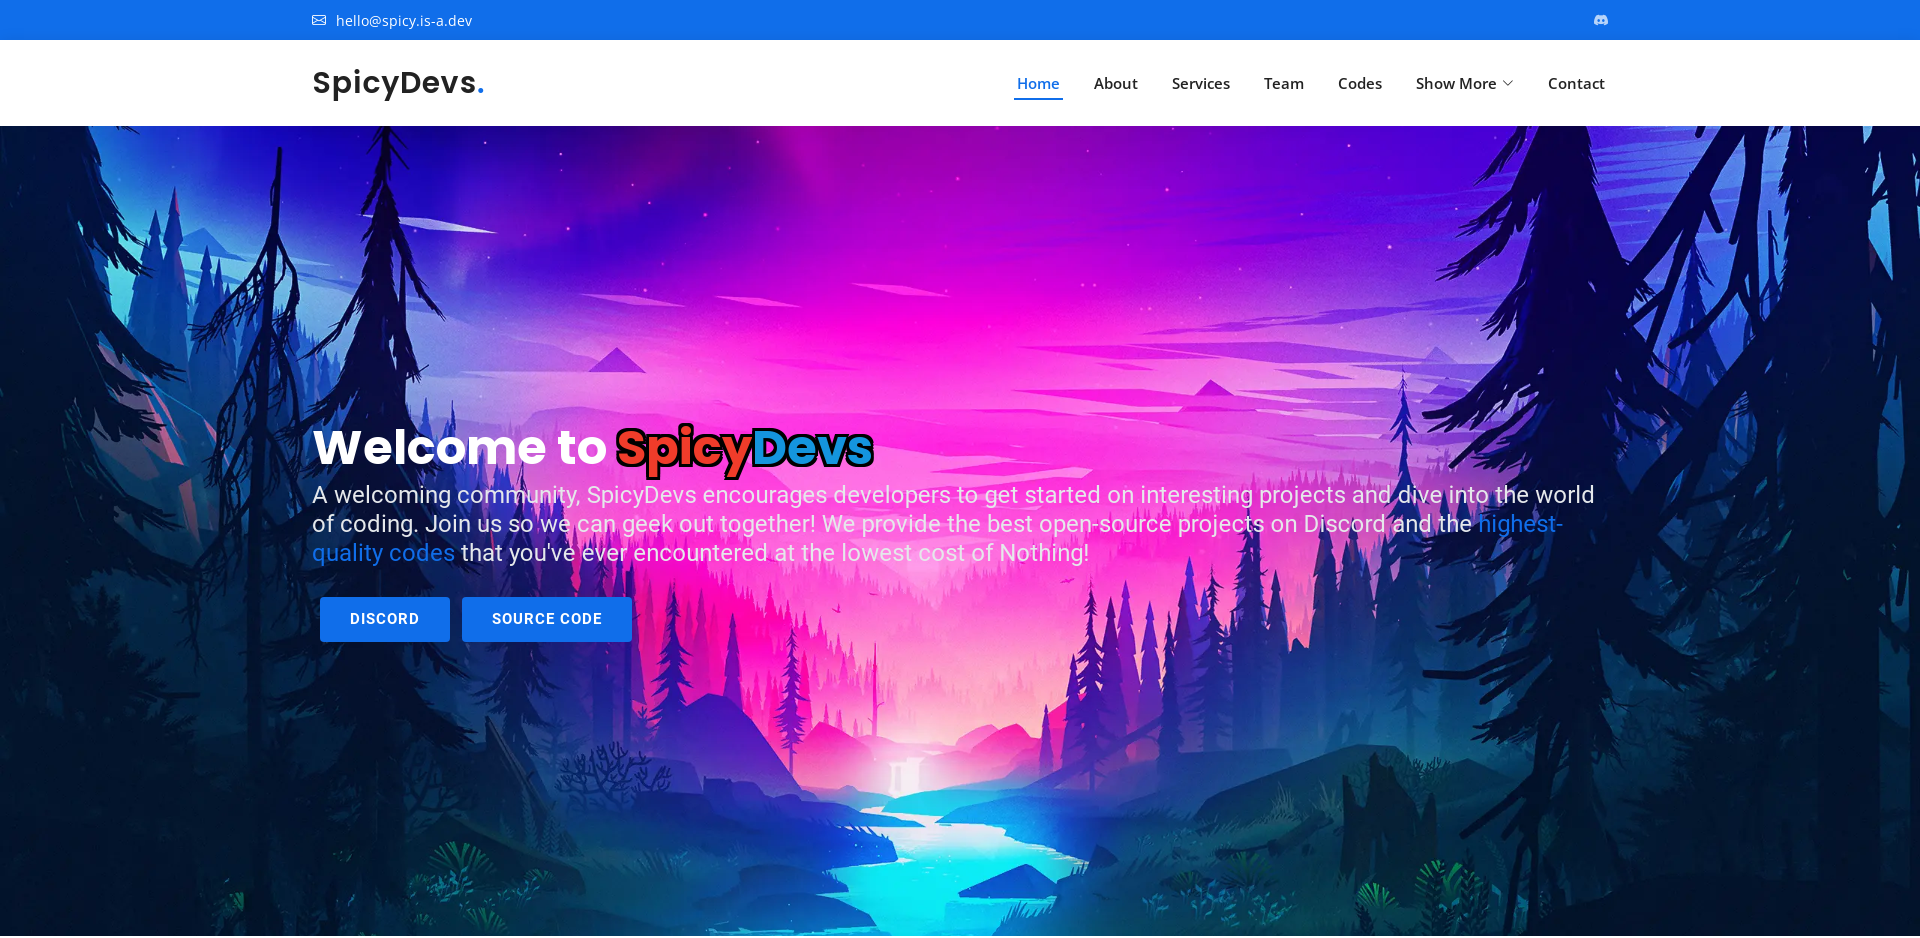 hello@spicy.is-a.dev
SpicyDevs.
Home
About
Services
Team
Codes
Show More
Contact
Welcome to SpicyDevs
A welcoming community, SpicyDevs encourages developers to get started on interesting projects and dive into the world
of coding. Join us so we can geek out together! We provide the best open-source projects on Discord and the highest-
quality codes that you've ever encountered at the lowest cost of Nothing!
DISCORD
SOURCE CODE